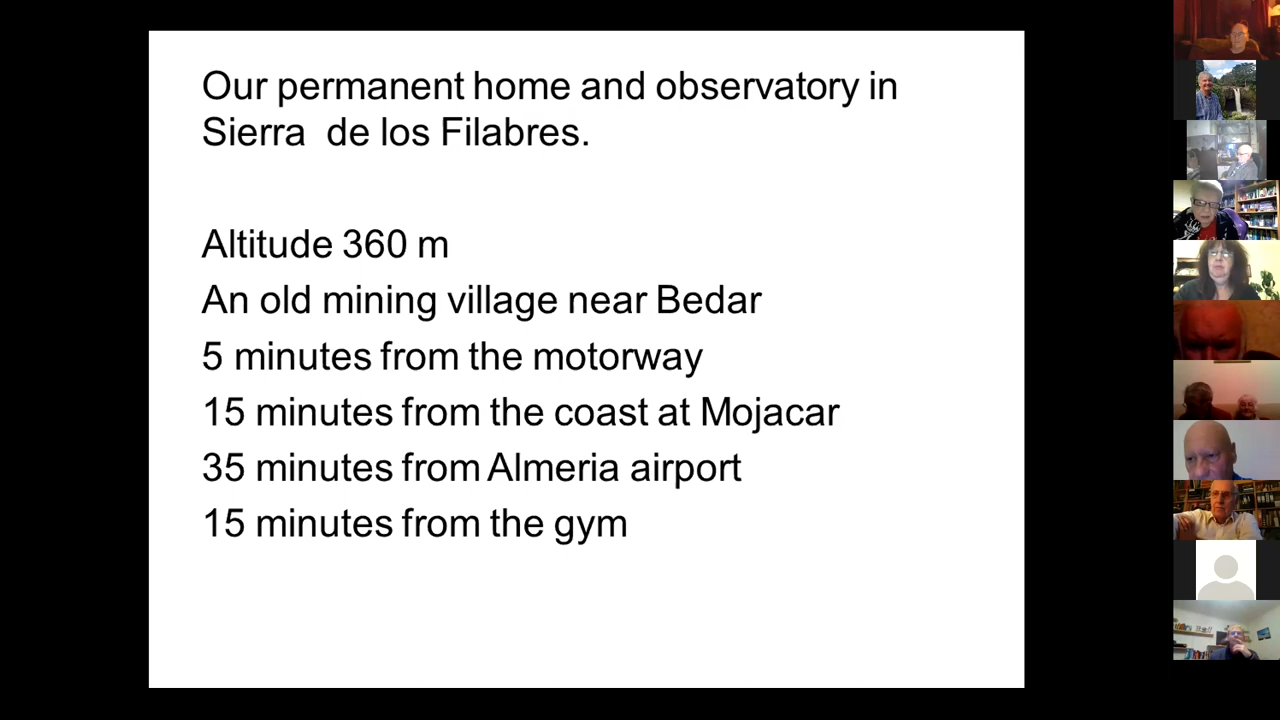 Our permanent home and observatory in
Sierra de los Filabres.
Altitude 360 m
An old mining village near Bedar
5 minutes from the motorway
15 minutes from the coast at Mojacar
35 minutes from Almeria airport
15 minutes from the gym